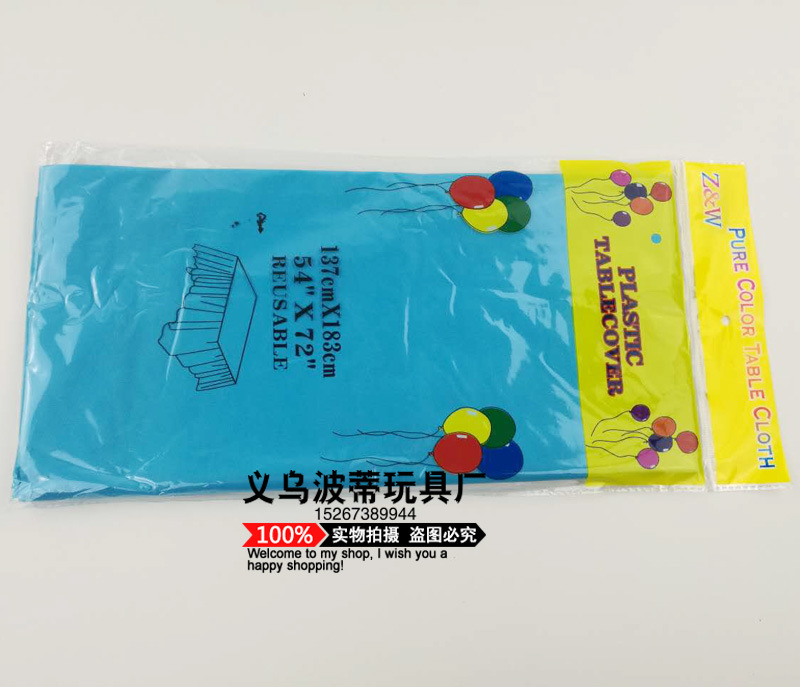 Z&W
PURE COLOR TABLE CLOTH
PLASTIC
TABLECOVER
137cmX183cm
54" X 72"
REUSABLE
义乌波蒂玩具厂
15267389944
100% 实物拍摄 盗图必究
Welcome to my shop, I wish you a
happy shopping!